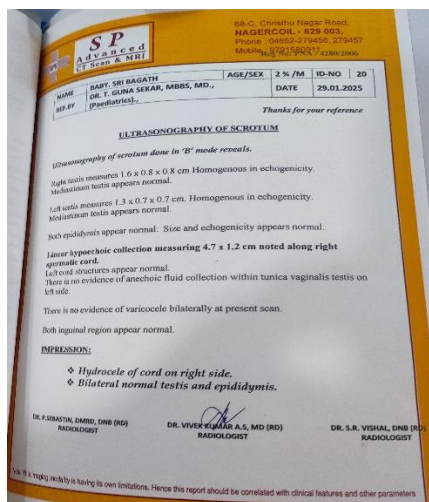 S P
Advanced
CT Scan & MRI
68-C, Christhu Nagar Road,
NAGERCOIL - 629 003.
Phone : 04652-279456, 279457
NAME BABY. SRI BAGATH AGE/SEX 2 ½ /M ID-NO 20
REF.BY DR. T. GUNA SEKAR, MBBS, MD., (Paediatrics)., DATE 29.01.2025
Thanks for your reference
ULTRASONOGRAPHY OF SCROTUM
Ultrasonography of scrotum done in 'B' mode reveals.
Right testis measures 1.6 x 0.8 x 0.8 cm Homogenous in echogenicity.
Mediastinum testis appears normal.
Left testis measures 1.3 x 0.7 x 0.7 cm. Homogenous in echogenicity.
Mediastinum testis appears normal.
Both epididymis appear normal. Size and echogenicity appears normal.
Linear hypoechoic collection measuring 4.7 x 1.2 cm noted along right
spermatic cord.
Left cord structures appear normal.
There is no evidence of anechoic fluid collection within tunica vaginalis testis on
left side.
There is no evidence of varicocele bilaterally at present scan.
Both inguinal region appear normal.
IMPRESSION:
❖ Hydrocele of cord on right side.
❖ Bilateral normal testis and epididymis.
DR. P.SEBASTIN, DMRD, DNB (RD) DR. VIVEK KUMAR A.S, MD (RD) DR. S.R. VISHAL, DNB (RD)
RADIOLOGIST RADIOLOGIST RADIOLOGIST
modality is having its own limitations. Hence this report should be correlated with clinical features and other parameters